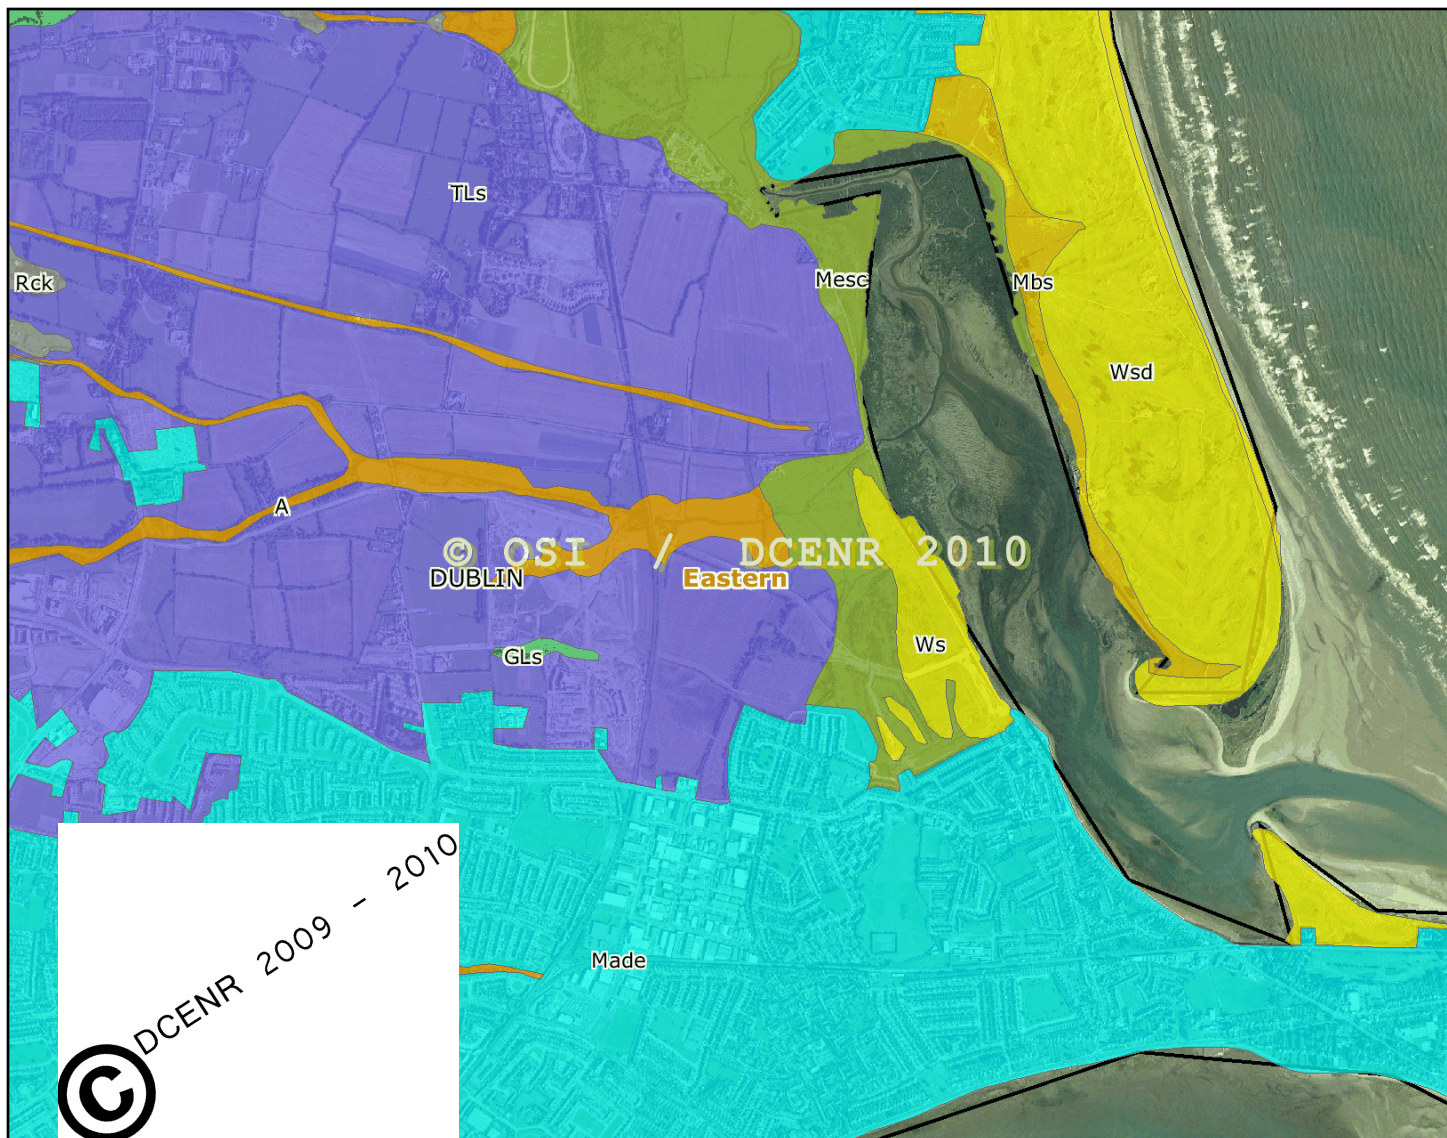 TLs
Rck
Mesc
Mbs
Wsd
A
© OSI / DCENR 2010
DUBLIN
Eastern
GLs
Ws
Made
© DCENR 2009 - 2010